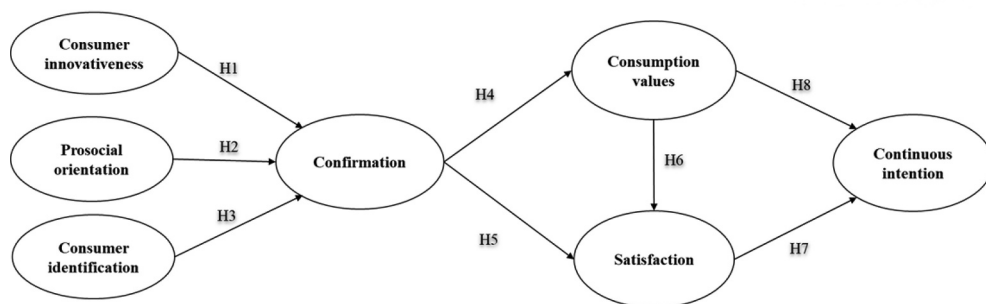 Consumer
innovativeness
H1
Prosocial
orientation
H2
Consumer
identification
H3
Confirmation
H4
H5
Consumption
values
H6
Satisfaction
H8
H7
Continuous
intention